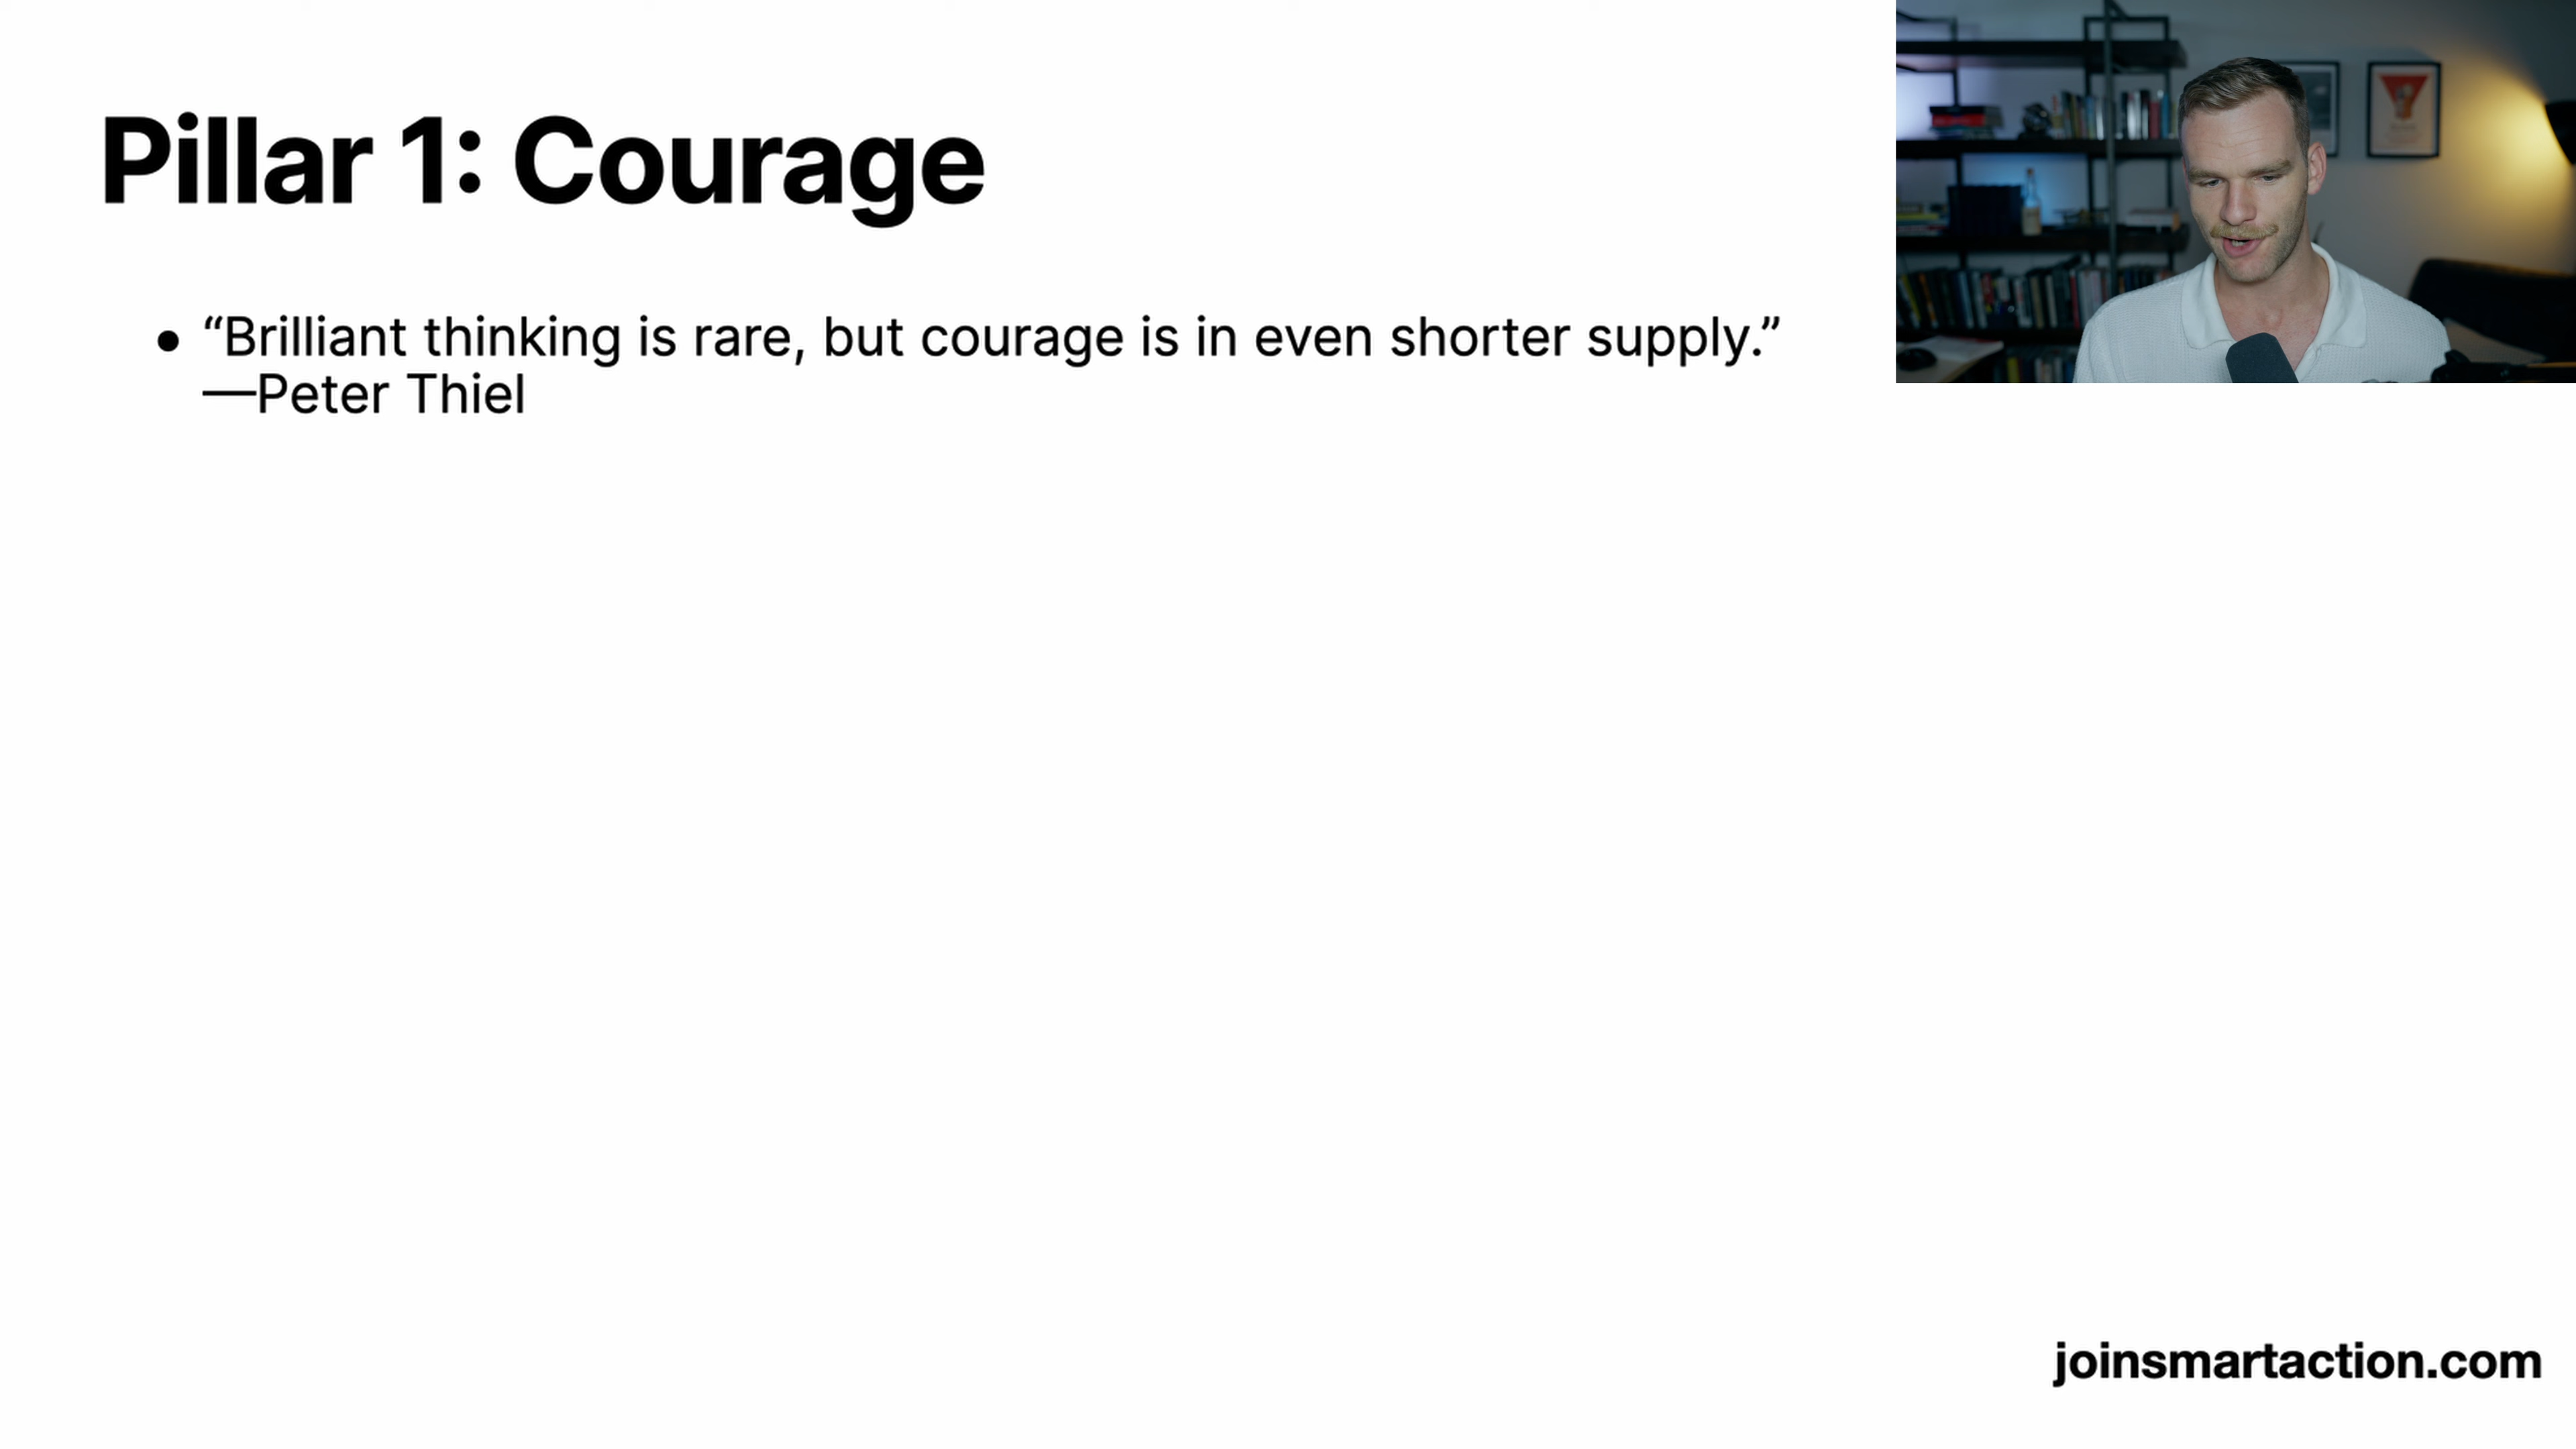 Pillar 1: Courage
• “Brilliant thinking is rare, but courage is in even shorter supply.”
—Peter Thiel
joinsmartaction.com